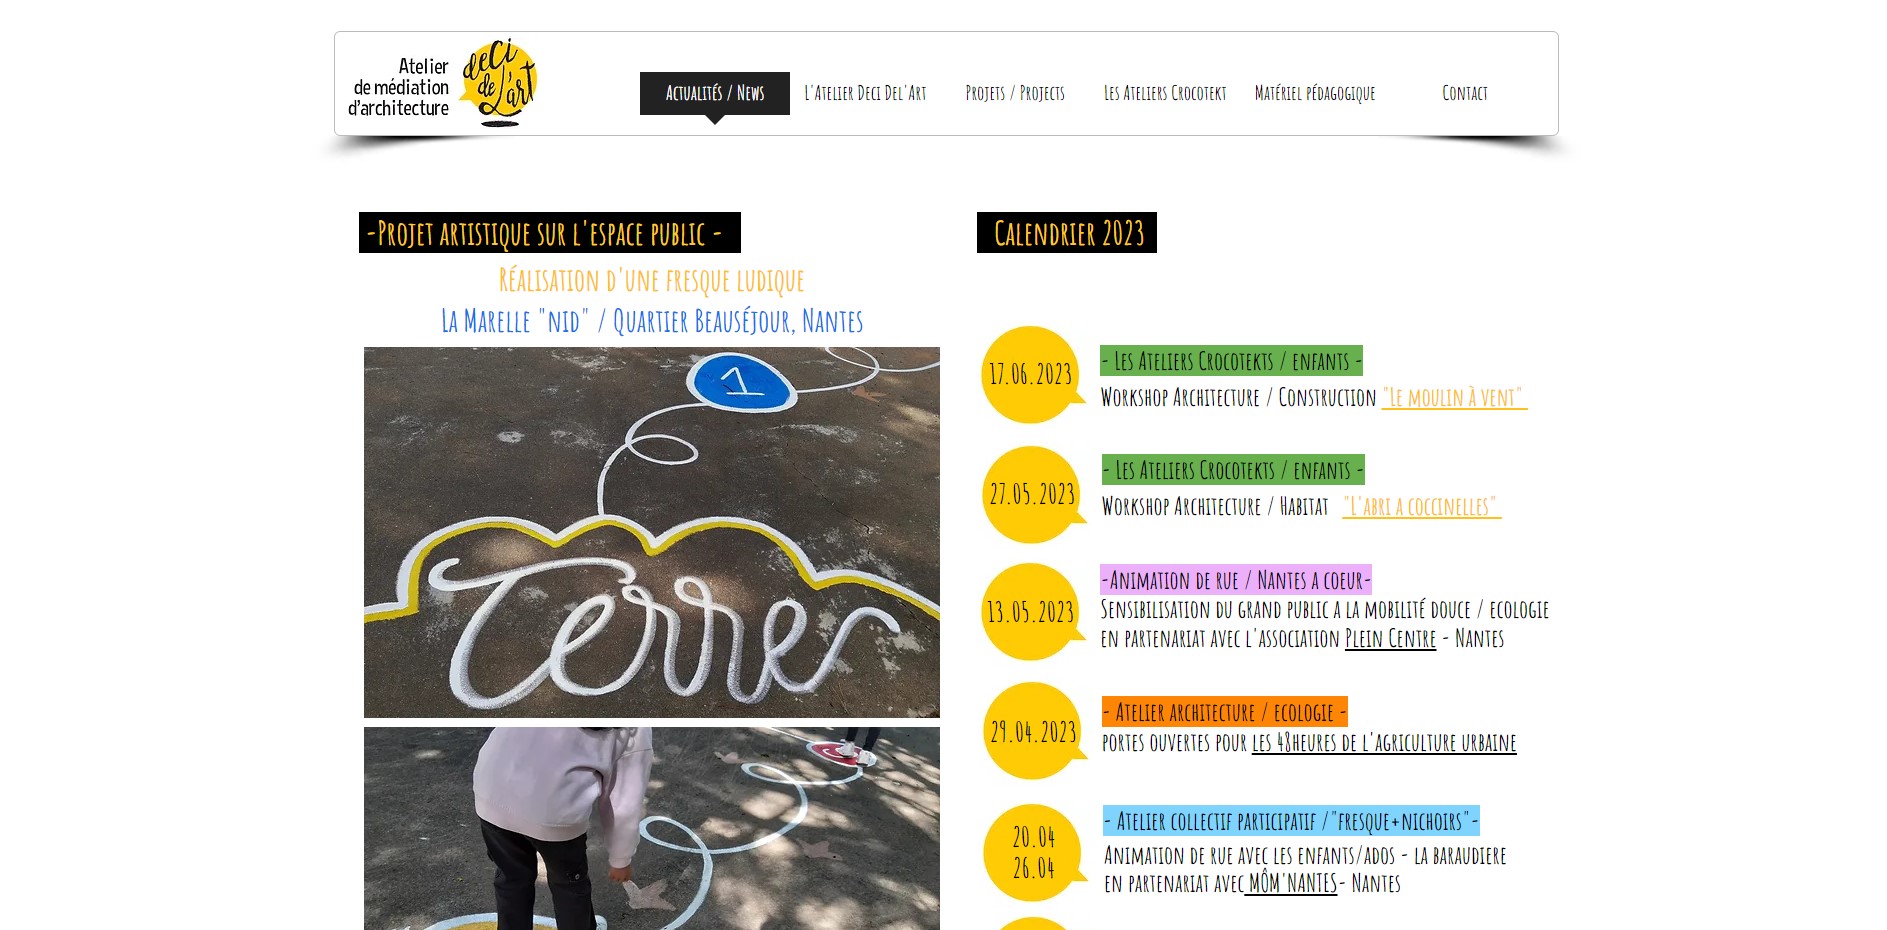 Atelier
de médiation
d'architecture
deCi
de
L'art
Actualités / News
L'Atelier Deci Del'Art
Projets / Projects
Les Ateliers Crocotekt
Matériel pédagogique
Contact
-Projet artistique sur l'espace public -
Réalisation d'une fresque ludique
La Marelle "nid" / Quartier Beauséjour, Nantes
1
Terre
Calendrier 2023
17.06.2023
- Les Ateliers Crocotekts / enfants -
Workshop Architecture / Construction "Le moulin à vent"
27.05.2023
- Les Ateliers Crocotekts / enfants -
Workshop Architecture / Habitat "L'abri a coccinelles"
13.05.2023
-Animation de rue / Nantes a coeur-
Sensibilisation du grand public a la mobilité douce / ecologie
en partenariat avec l'association Plein Centre - Nantes
29.04.2023
- Atelier architecture / ecologie -
portes ouvertes pour les 48heures de l'agriculture urbaine
20.04
26.04
- Atelier collectif participatif /"fresque+nichoirs"-
Animation de rue avec les enfants/ados - la baraudiere
en partenariat avec MÔM'NANTES- Nantes